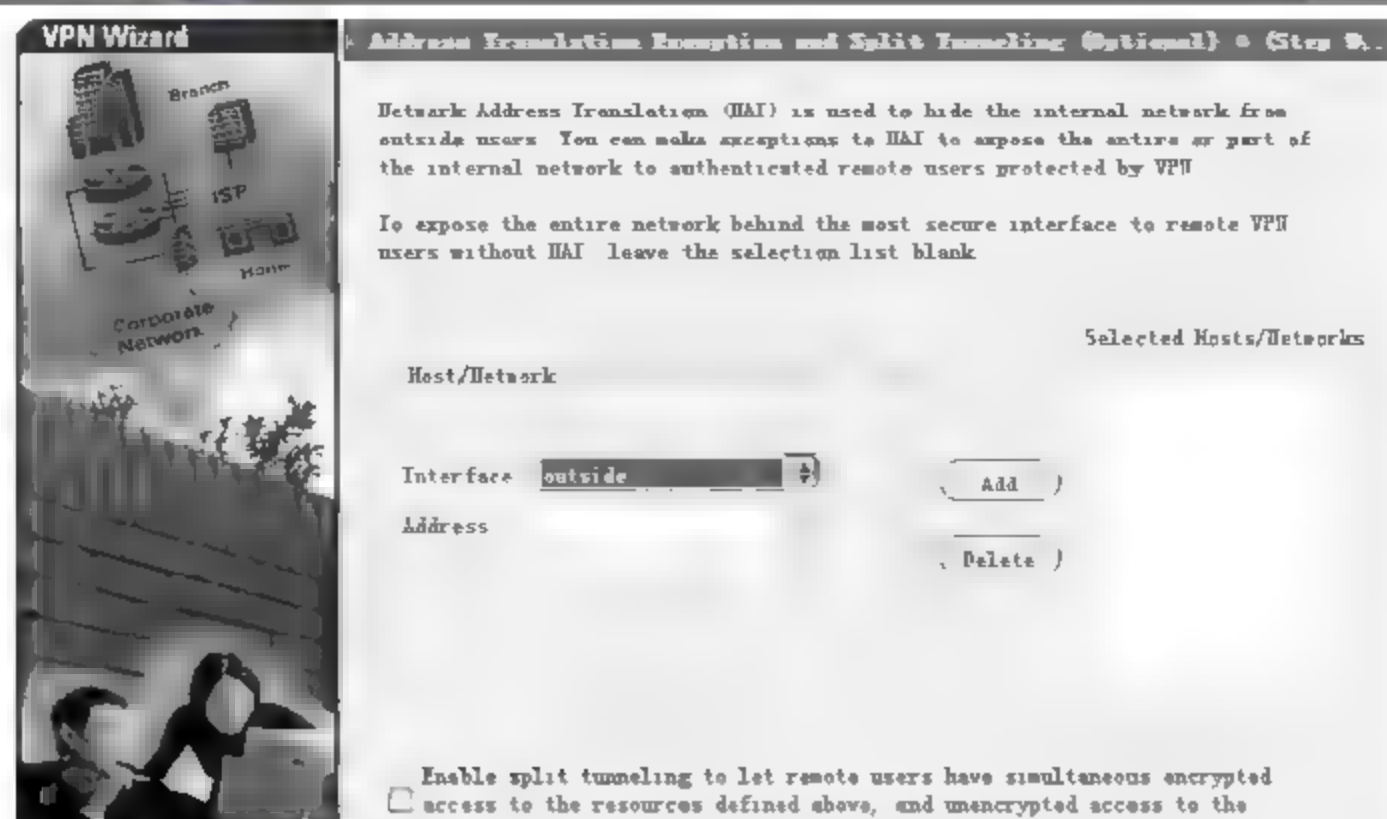 VPN Wizard
Address Translation Exemption and Split Tunneling (Optional) (Step 9..
Branch
ISP
Home
Corporate
Network
Network Address Translation (NAT) is used to hide the internal network from
outside users You can make exceptions to NAT to expose the entire or part of
the internal network to authenticated remote users protected by VPN
To expose the entire network behind the most secure interface to remote VPN
users without NAT leave the selection list blank
Selected Hosts/Networks
Host/Network
Interface outside
Add
Address
Delete
Enable split tunneling to let remote users have simultaneous encrypted
access to the resources defined above, and unencrypted access to the